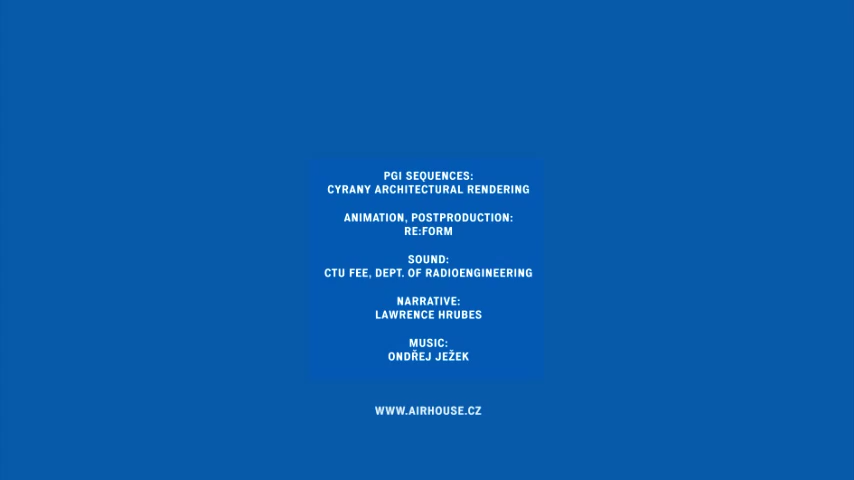 PGI SEQUENCES:
CYRANY ARCHITECTURAL RENDERING
ANIMATION, POSTPRODUCTION:
RE:FORM
SOUND:
CTU FEE, DEPT. OF RADIOENGINEERING
NARRATIVE:
LAWRENCE HRUBES
MUSIC:
ONDŘEJ JEŽEK
WWW.AIRHOUSE.CZ